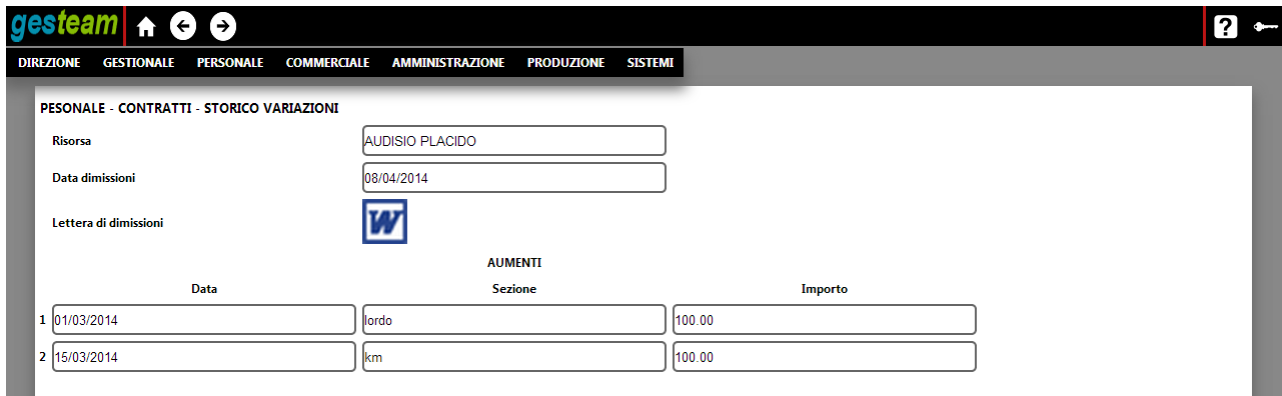 gesteam ?
DIREZIONE GESTIONALE PERSONALE COMMERCIALE AMMINISTRAZIONE PRODUZIONE SISTEMI
PESONALE - CONTRATTI - STORICO VARIAZIONI
Risorsa AUDISIO PLACIDO
Data dimissioni 08/04/2014
Lettera di dimissioni W
AUMENTI
Data Sezione Importo
1 01/03/2014 lordo 100.00
2 15/03/2014 km 100.00